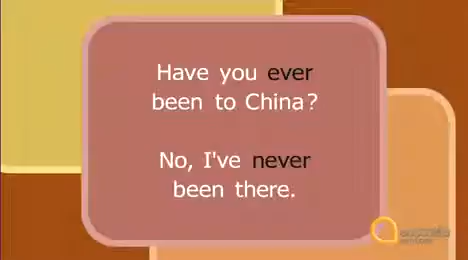 Have you ever
been to China?
No, I've never
been there.